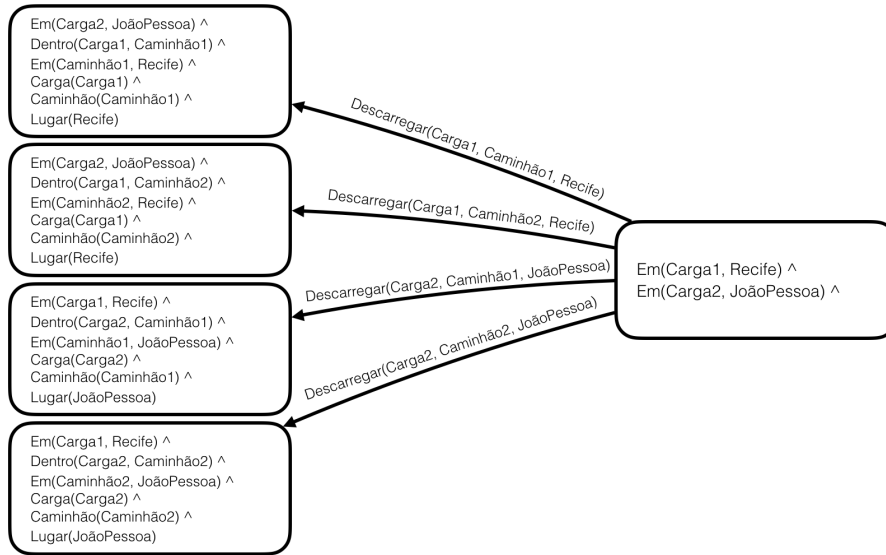 Em(Carga2, JoãoPessoa) ^
Dentro(Carga1, Caminhão1) ^
Em(Caminhão1, Recife) ^
Carga(Carga1) ^
Caminhão(Caminhão1) ^
Lugar(Recife)
Descarregar(Carga1, Caminhão1, Recife)
Em(Carga2, JoãoPessoa) ^
Dentro(Carga1, Caminhão2) ^
Em(Caminhão2, Recife) ^
Carga(Carga1) ^
Caminhão(Caminhão2) ^
Lugar(Recife)
Descarregar(Carga1, Caminhão2, Recife)
Em(Carga1, Recife) ^
Dentro(Carga2, Caminhão1) ^
Em(Caminhão1, JoãoPessoa) ^
Carga(Carga2) ^
Caminhão(Caminhão1) ^
Lugar(JoãoPessoa)
Descarregar(Carga2, Caminhão1, JoãoPessoa)
Em(Carga1, Recife) ^
Dentro(Carga2, Caminhão2) ^
Em(Caminhão2, JoãoPessoa) ^
Carga(Carga2) ^
Caminhão(Caminhão2) ^
Lugar(JoãoPessoa)
Descarregar(Carga2, Caminhão2, JoãoPessoa)
Em(Carga1, Recife) ^
Em(Carga2, JoãoPessoa) ^